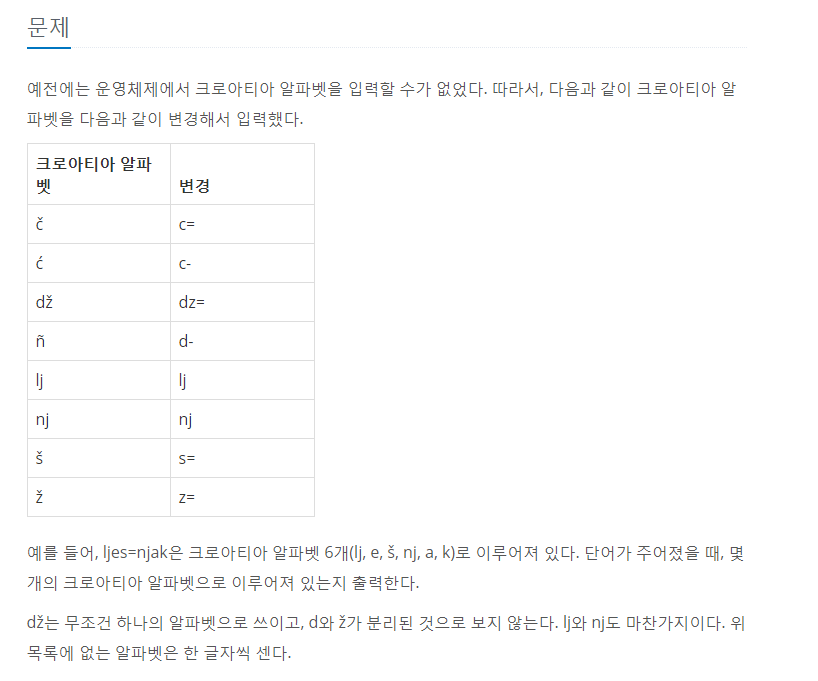 문제
예전에는 운영체제에서 크로아티아 알파벳을 입력할 수가 없었다. 따라서, 다음과 같이 크로아티아 알
파벳을 다음과 같이 변경해서 입력했다.
크로아티아 알파
벳 변경
č c=
ć c-
dž dz=
ñ d-
lj lj
nj nj
š s=
ž z=
예를 들어, ljes=njak은 크로아티아 알파벳 6개(lj, e, š, nj, a, k)로 이루어져 있다. 단어가 주어졌을 때, 몇
개의 크로아티아 알파벳으로 이루어져 있는지 출력한다.
dž는 무조건 하나의 알파벳으로 쓰이고, d와 ž가 분리된 것으로 보지 않는다. lj와 nj도 마찬가지이다. 위
목록에 없는 알파벳은 한 글자씩 센다.